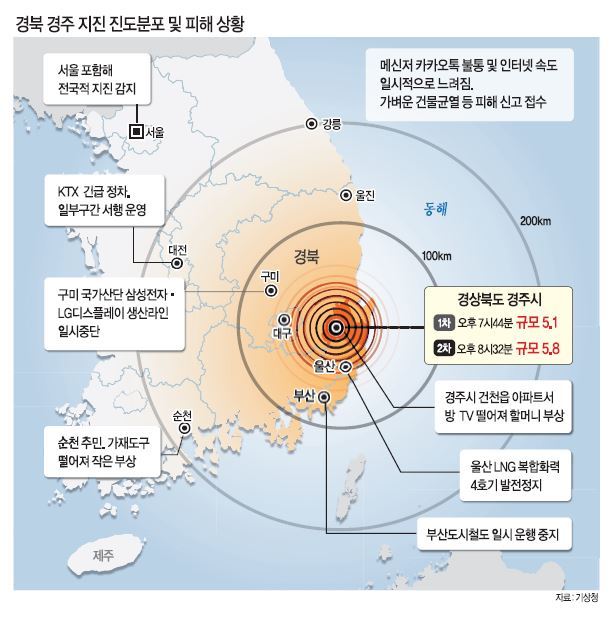 경북 경주 지진 진도분포 및 피해 상황
서울 포함해
전국적 지진 감지
메신저 카카오톡 불통 및 인터넷 속도
일시적으로 느려짐.
가벼운 건물균열 등 피해 신고 접수
서울
강릉
KTX 긴급 정차.
일부구간 서행 운영
울진
동해
200km
대전
경북
100km
구미
구미 국가산단 삼성전자·
LG디스플레이 생산라인
일시중단
대구
경상북도 경주시
1차 오후 7시44분 규모 5.1
2차 오후 8시32분 규모 5.8
울산
부산
경주시 건천읍 아파트서
방 TV 떨어져 할머니 부상
순천
순천 주민, 가재도구
떨어져 작은 부상
울산 LNG 복합화력
4호기 발전정지
부산도시철도 일시 운행 중지
제주
자료:기상청